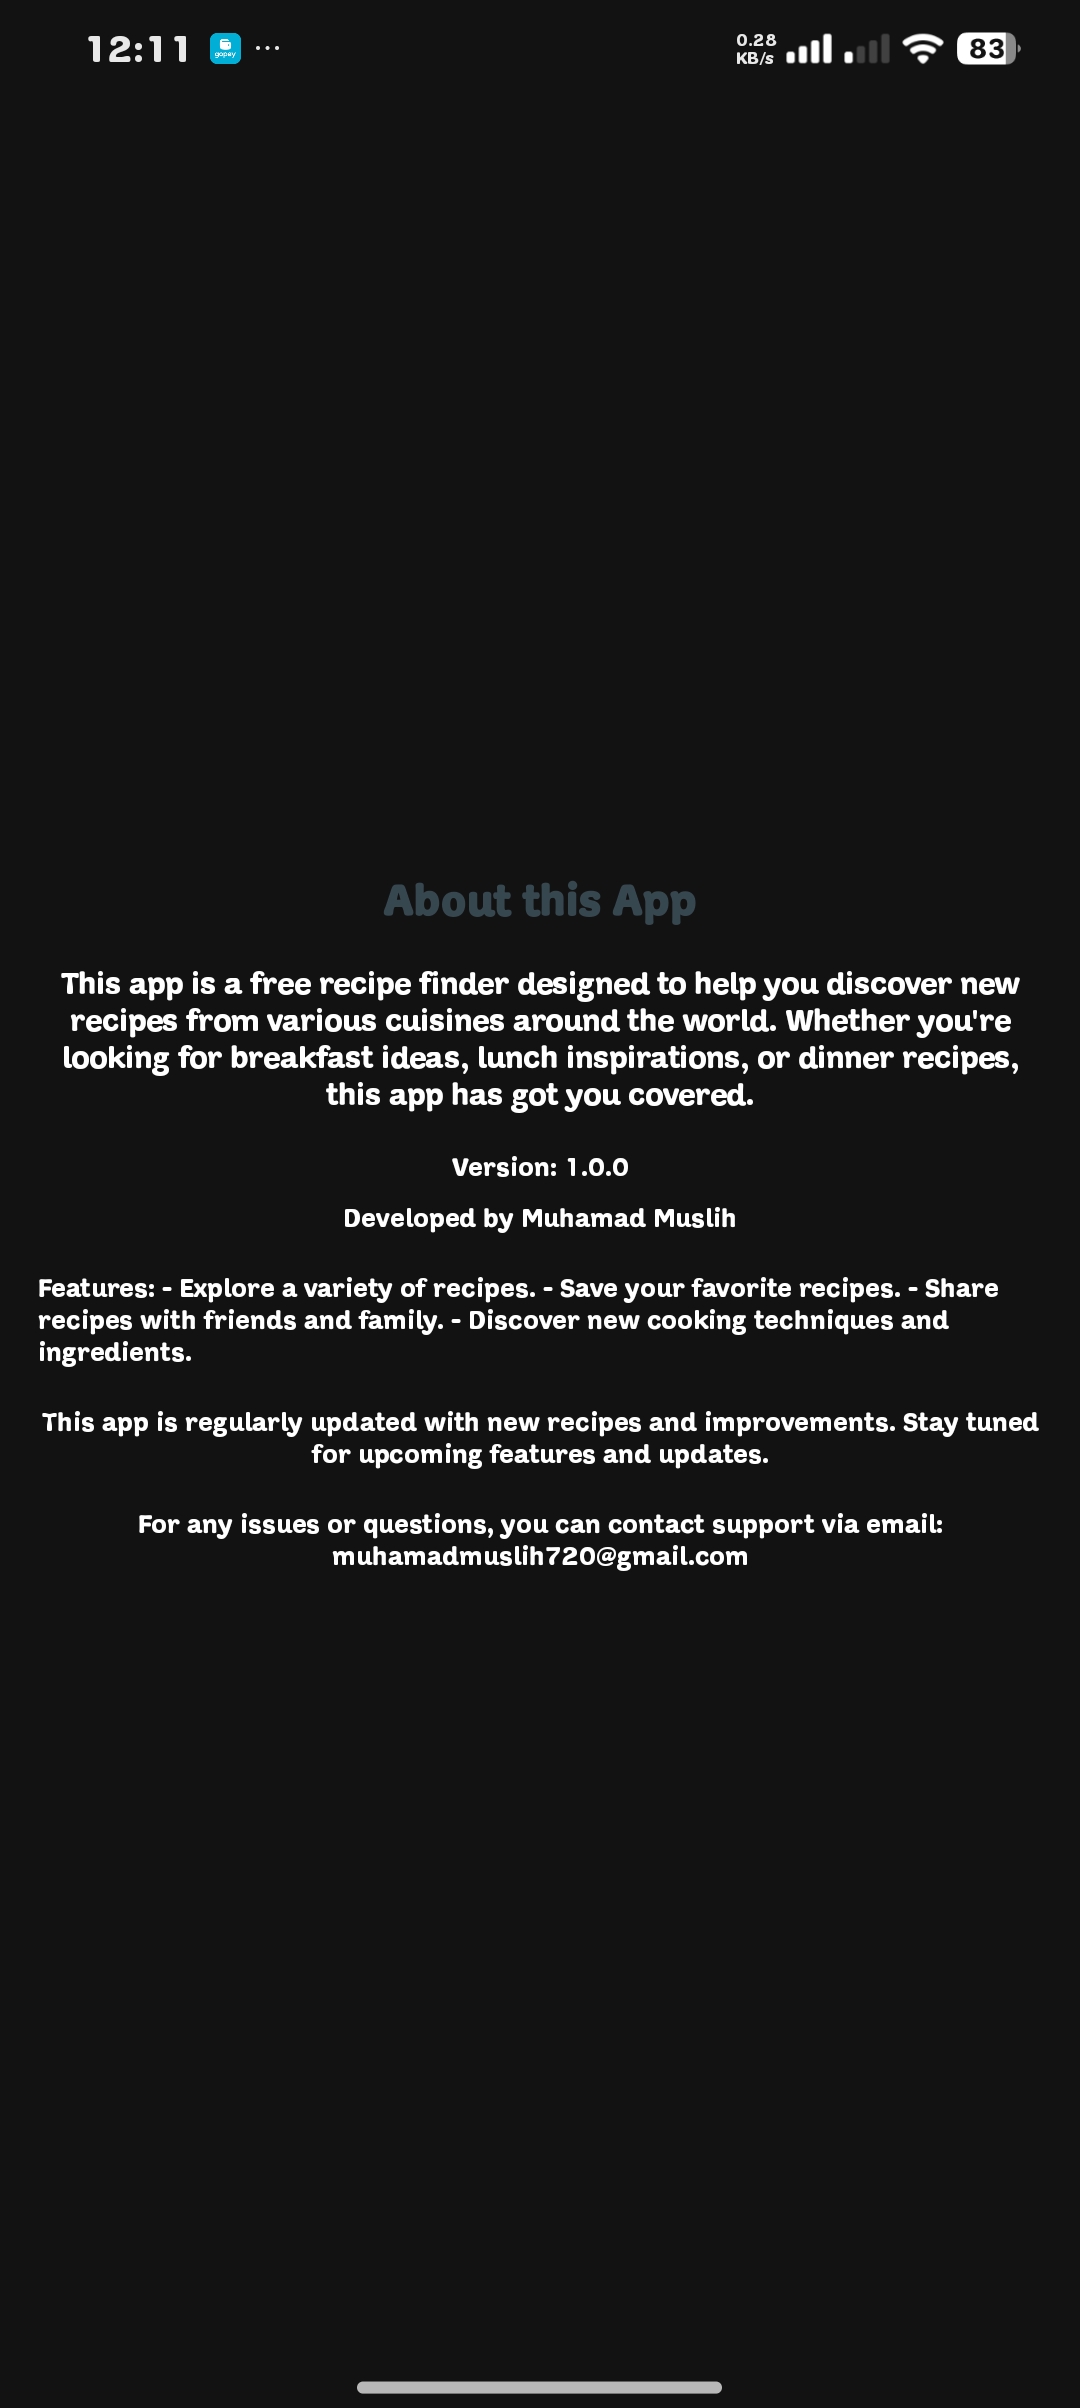 12:11 gopay ... 0.28 KB/s 83
About this App
This app is a free recipe finder designed to help you discover new
recipes from various cuisines around the world. Whether you're
looking for breakfast ideas, lunch inspirations, or dinner recipes,
this app has got you covered.
Version: 1.0.0
Developed by Muhamad Muslih
Features: - Explore a variety of recipes. - Save your favorite recipes. - Share
recipes with friends and family. - Discover new cooking techniques and
ingredients.
This app is regularly updated with new recipes and improvements. Stay tuned
for upcoming features and updates.
For any issues or questions, you can contact support via email:
muhamadmuslih720@gmail.com